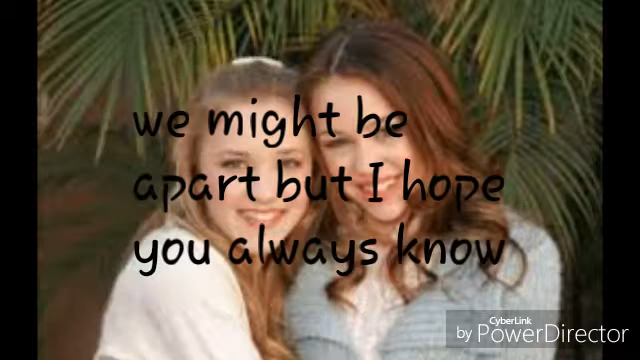 we might be
apart but I hope
you always know
CyberLink
by PowerDirector